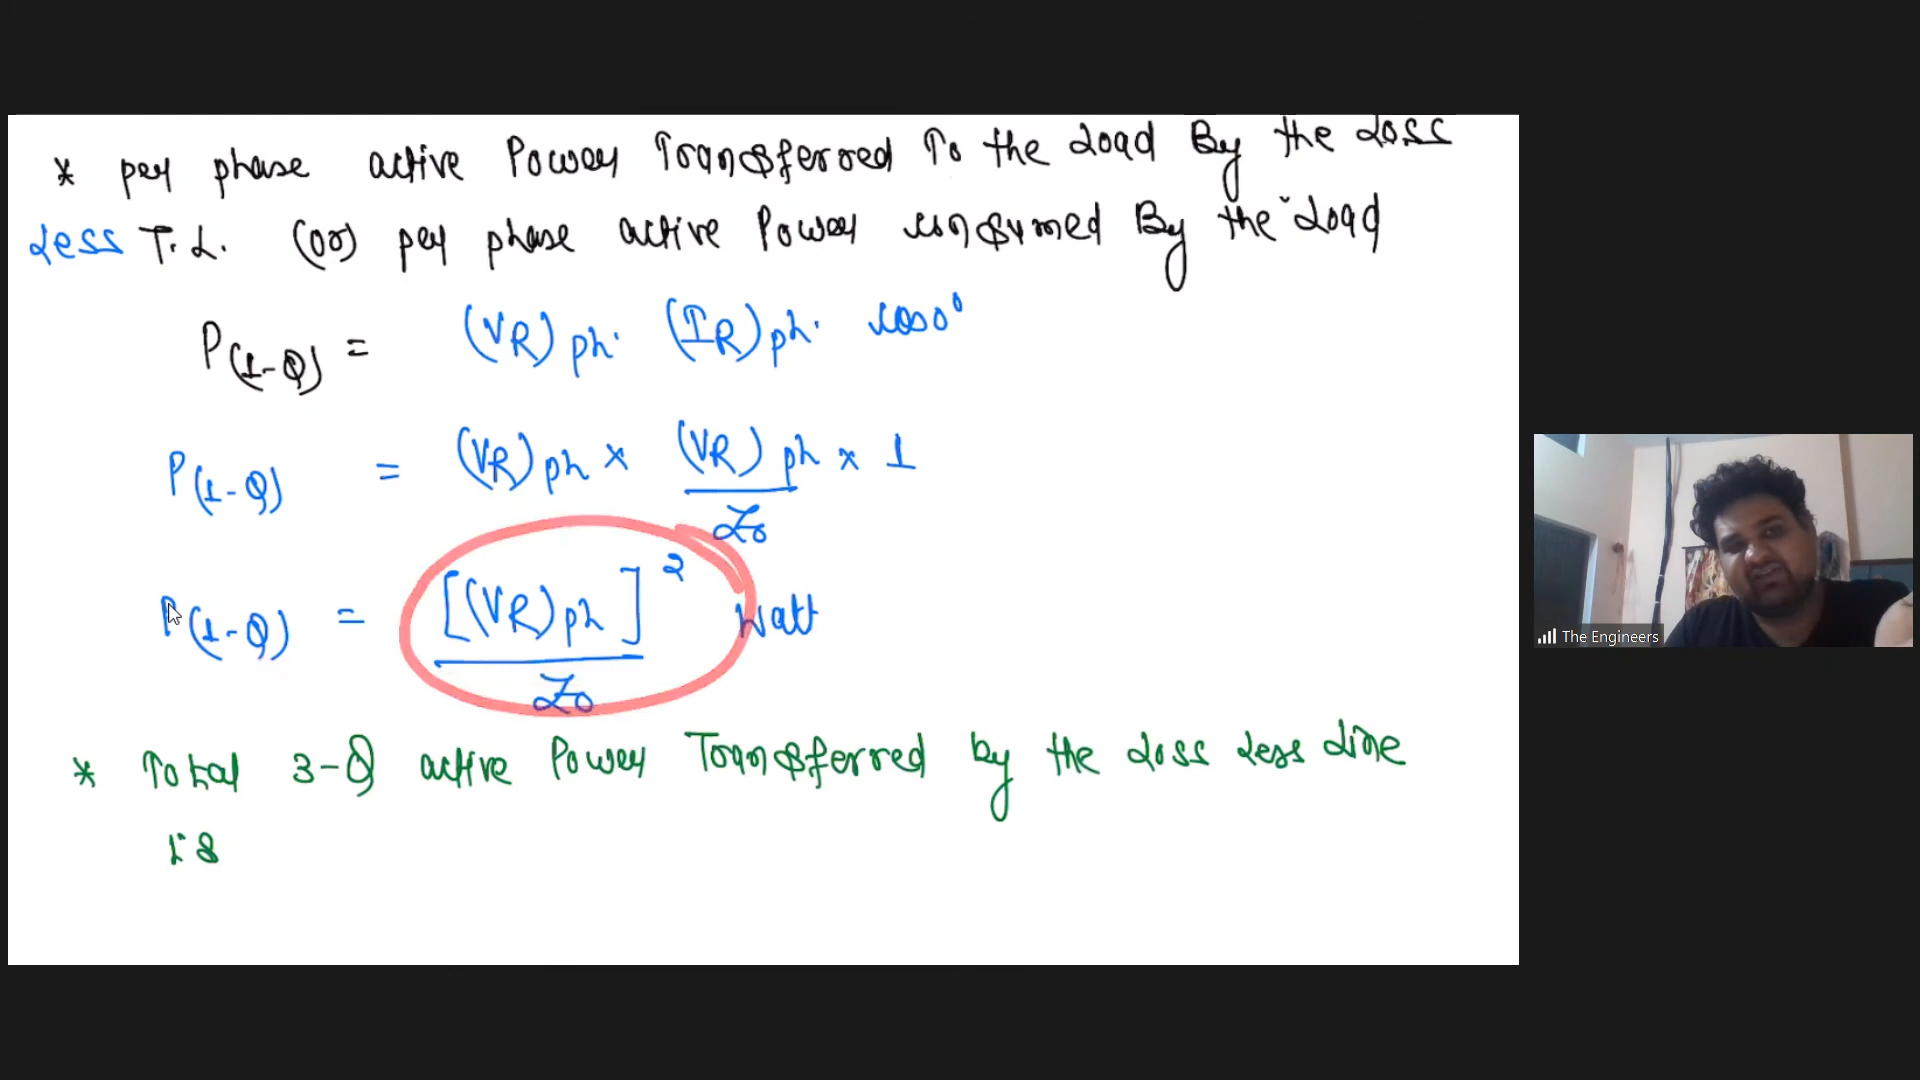 * per phase active Power Transferred To the Load By the Loss
Less T.L. (or) per phase active Power consumed By the Load
P(1-Φ) = (VR)ph. (IR)ph. cos0°
P(1-Φ) = (VR)ph × (VR)ph/Z0 × 1
P(1-Φ) = [(VR)ph]²/Z0 Watt
* Total 3-Φ active Power Transferred by the Loss Less Line
is
The Engineers